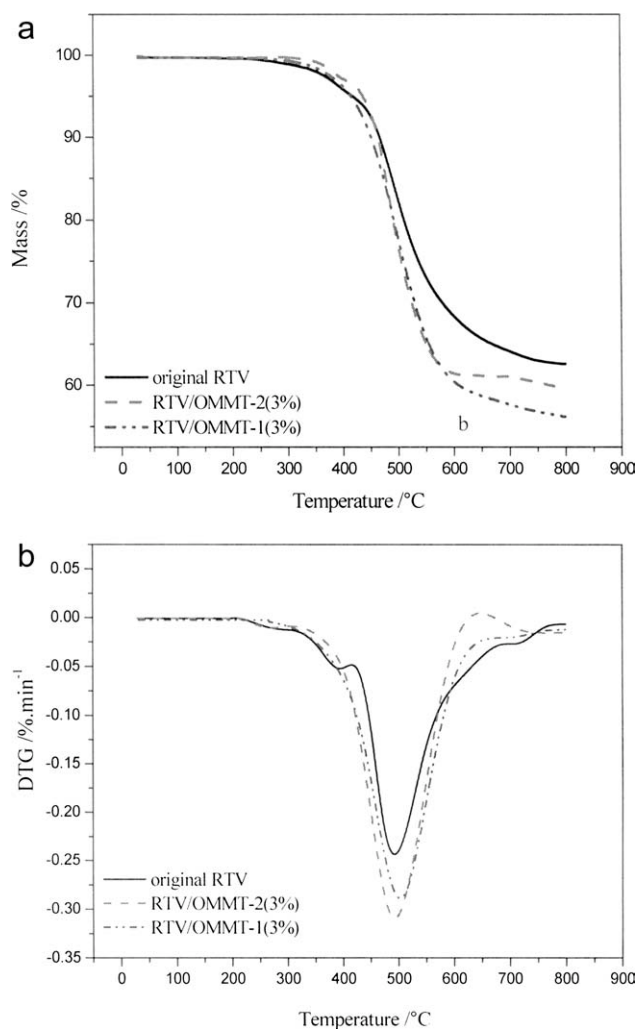 a
100
90
80
70
60
Mass /%
original RTV
RTV/OMMT-2(3%)
RTV/OMMT-1(3%)
b
0 100 200 300 400 500 600 700 800 900
Temperature /°C
b
0.05
0.00
-0.05
-0.10
-0.15
-0.20
-0.25
-0.30
-0.35
DTG /%.min-1
original RTV
RTV/OMMT-2(3%)
RTV/OMMT-1(3%)
0 100 200 300 400 500 600 700 800 900
Temperature /°C